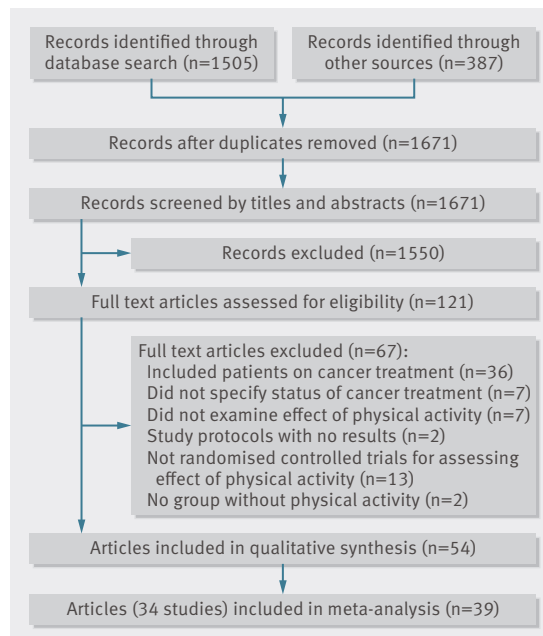 Records identified through
database search (n=1505)
Records identified through
other sources (n=387)
Records after duplicates removed (n=1671)
Records screened by titles and abstracts (n=1671)
Records excluded (n=1550)
Full text articles assessed for eligibility (n=121)
Full text articles excluded (n=67):
Included patients on cancer treatment (n=36)
Did not specify status of cancer treatment (n=7)
Did not examine effect of physical activity (n=7)
Study protocols with no results (n=2)
Not randomised controlled trials for assessing
effect of physical activity (n=13)
No group without physical activity (n=2)
Articles included in qualitative synthesis (n=54)
Articles (34 studies) included in meta-analysis (n=39)